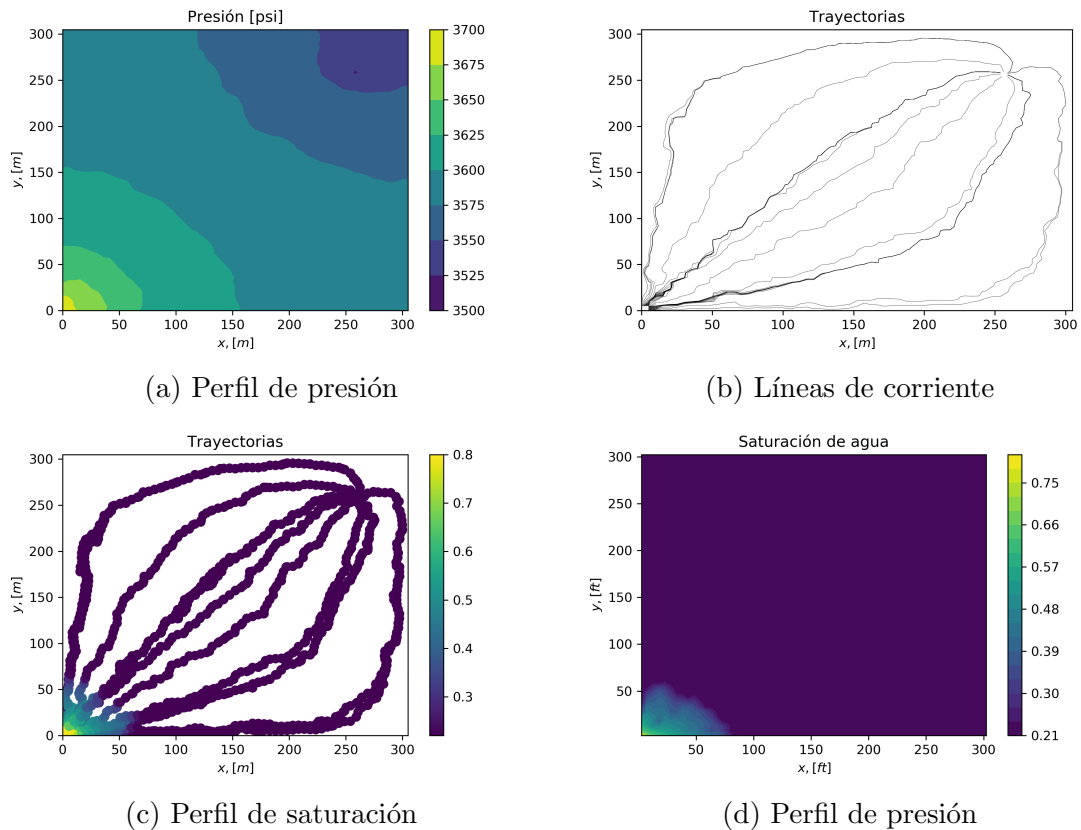 Presión [psi]
300
250
200
150
100
50
0
y, [m]
0 50 100 150 200 250 300
x, [m]
3700
3675
3650
3625
3600
3575
3550
3525
3500
(a) Perfil de presión
Trayectorias
300
250
200
150
100
50
0
y, [m]
0 50 100 150 200 250 300
x, [m]
(b) Líneas de corriente
Trayectorias
300
250
200
150
100
50
0
y, [m]
0 50 100 150 200 250 300
x, [m]
0.8
0.7
0.6
0.5
0.4
0.3
(c) Perfil de saturación
Saturación de agua
300
250
200
150
100
50
y, [ft]
50 100 150 200 250 300
x, [ft]
0.75
0.66
0.57
0.48
0.39
0.30
0.21
(d) Perfil de presión